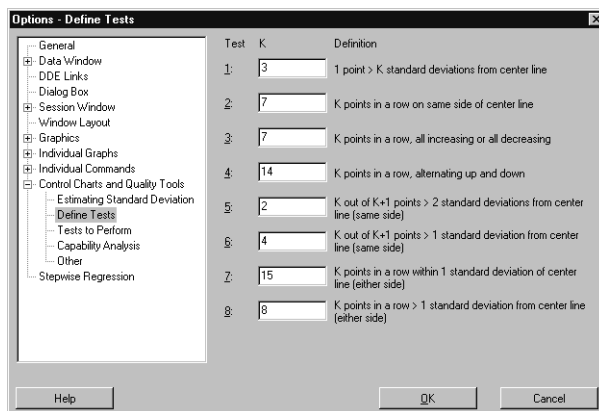 Options - Define Tests
General
Data Window
DDE Links
Dialog Box
Session Window
Window Layout
Graphics
Individual Graphs
Individual Commands
Control Charts and Quality Tools
Estimating Standard Deviation
Define Tests
Tests to Perform
Capability Analysis
Other
Stepwise Regression
Test K Definition
1: 3 1 point > K standard deviations from center line
2: 7 K points in a row on same side of center line
3: 7 K points in a row, all increasing or all decreasing
4: 14 K points in a row, alternating up and down
5: 2 K out of K+1 points > 2 standard deviations from center
line (same side)
6: 4 K out of K+1 points > 1 standard deviation from center
line (same side)
7: 15 K points in a row within 1 standard deviation of center
line (either side)
8: 8 K points in a row > 1 standard deviation from center line
(either side)
Help OK Cancel